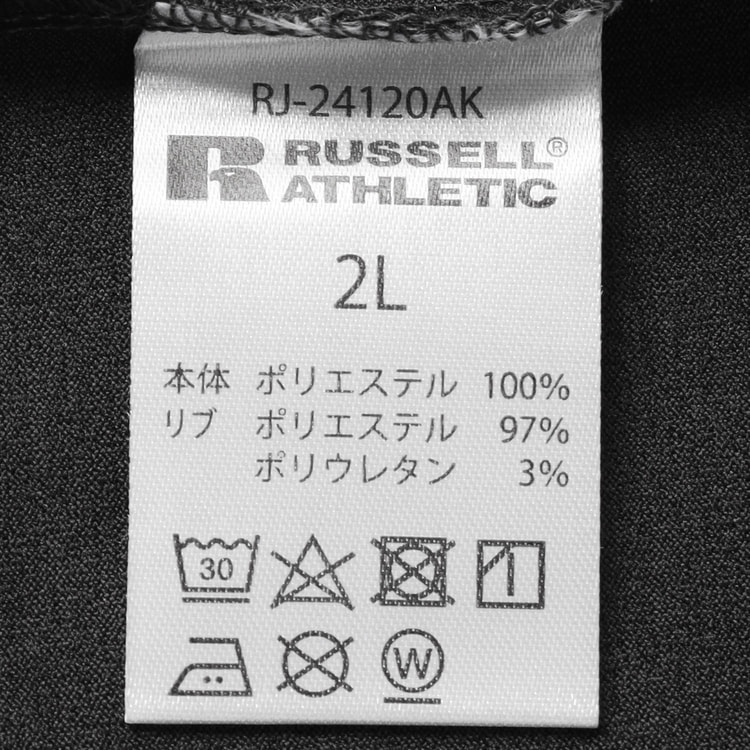 RJ-24120AK
RUSSELL®
ATHLETIC
2L
本体 ポリエステル 100%
リブ ポリエステル 97%
ポリウレタン 3%
30
W